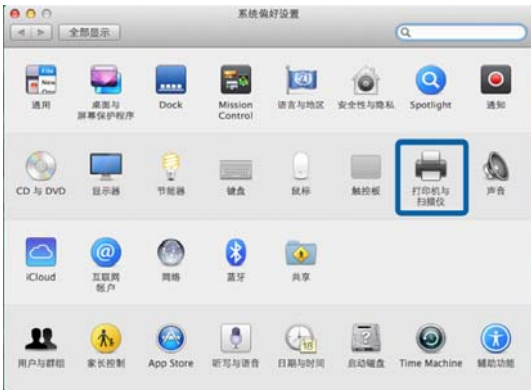 系统偏好设置
全部显示
通用
桌面与
屏幕保护程序
Dock
Mission
Control
语言与地区
安全性与隐私
Spotlight
通知
CD 与 DVD
显示器
节能器
键盘
鼠标
触控板
打印机与
扫描仪
声音
iCloud
互联网
帐户
网络
蓝牙
共享
用户与群组
家长控制
App Store
听写与语音
日期与时间
启动磁盘
Time Machine
辅助功能